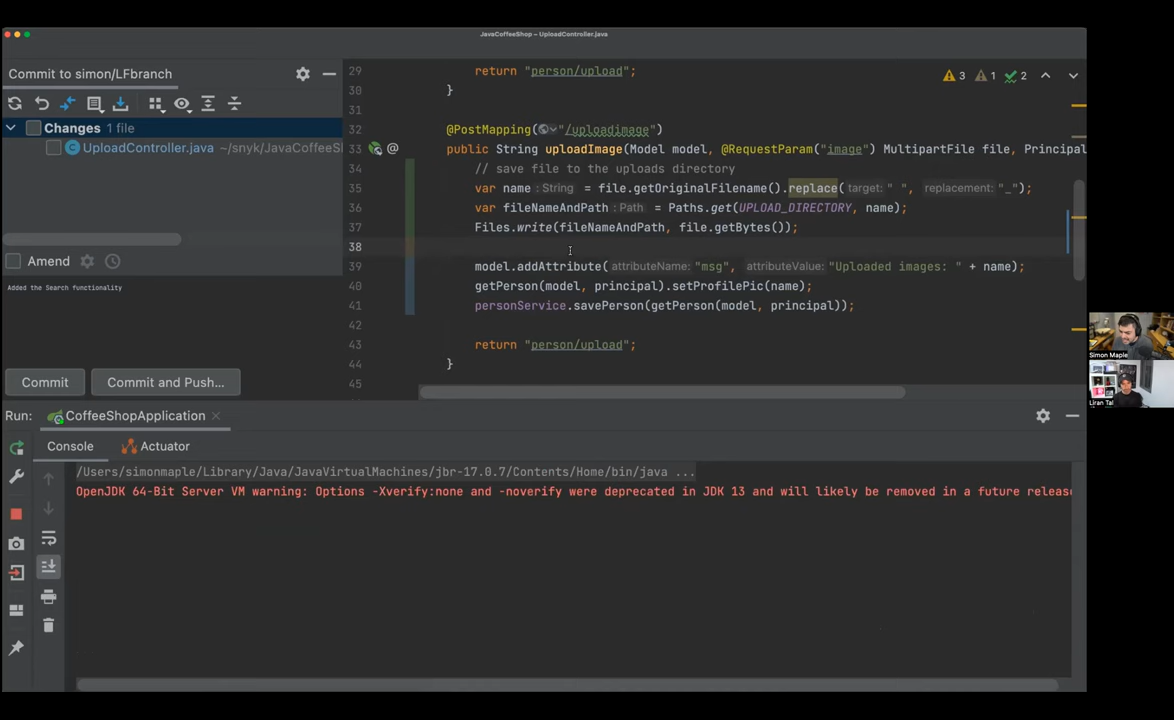 JavaCoffeeShop – UploadController.java
Commit to simon/LFbranch
Changes 1 file
UploadController.java ~/snyk/JavaCoffeeSl
Amend
Added the Search functionality
Commit
Commit and Push...
3 1 2
29 return "person/upload";
30 }
31
32 @PostMapping("/uploadimage")
33 public String uploadImage(Model model, @RequestParam("image") MultipartFile file, Principal
34 // save file to the uploads directory
35 var name : String = file.getOriginalFilename().replace( target: " ", replacement: "_");
36 var fileNameAndPath : Path = Paths.get(UPLOAD_DIRECTORY, name);
37 Files.write(fileNameAndPath, file.getBytes());
38
39 model.addAttribute( attributeName: "msg", attributeValue: "Uploaded images: " + name);
40 getPerson(model, principal).setProfilePic(name);
41 personService.savePerson(getPerson(model, principal));
42
43 return "person/upload";
44 }
45
Simon Maple
Liran Tal
Run: CoffeeShopApplication
Console Actuator
/Users/simonmaple/Library/Java/JavaVirtualMachines/jbr-17.0.7/Contents/Home/bin/java ...
OpenJDK 64-Bit Server VM warning: Options -Xverify:none and -noverify were deprecated in JDK 13 and will likely be removed in a future releas